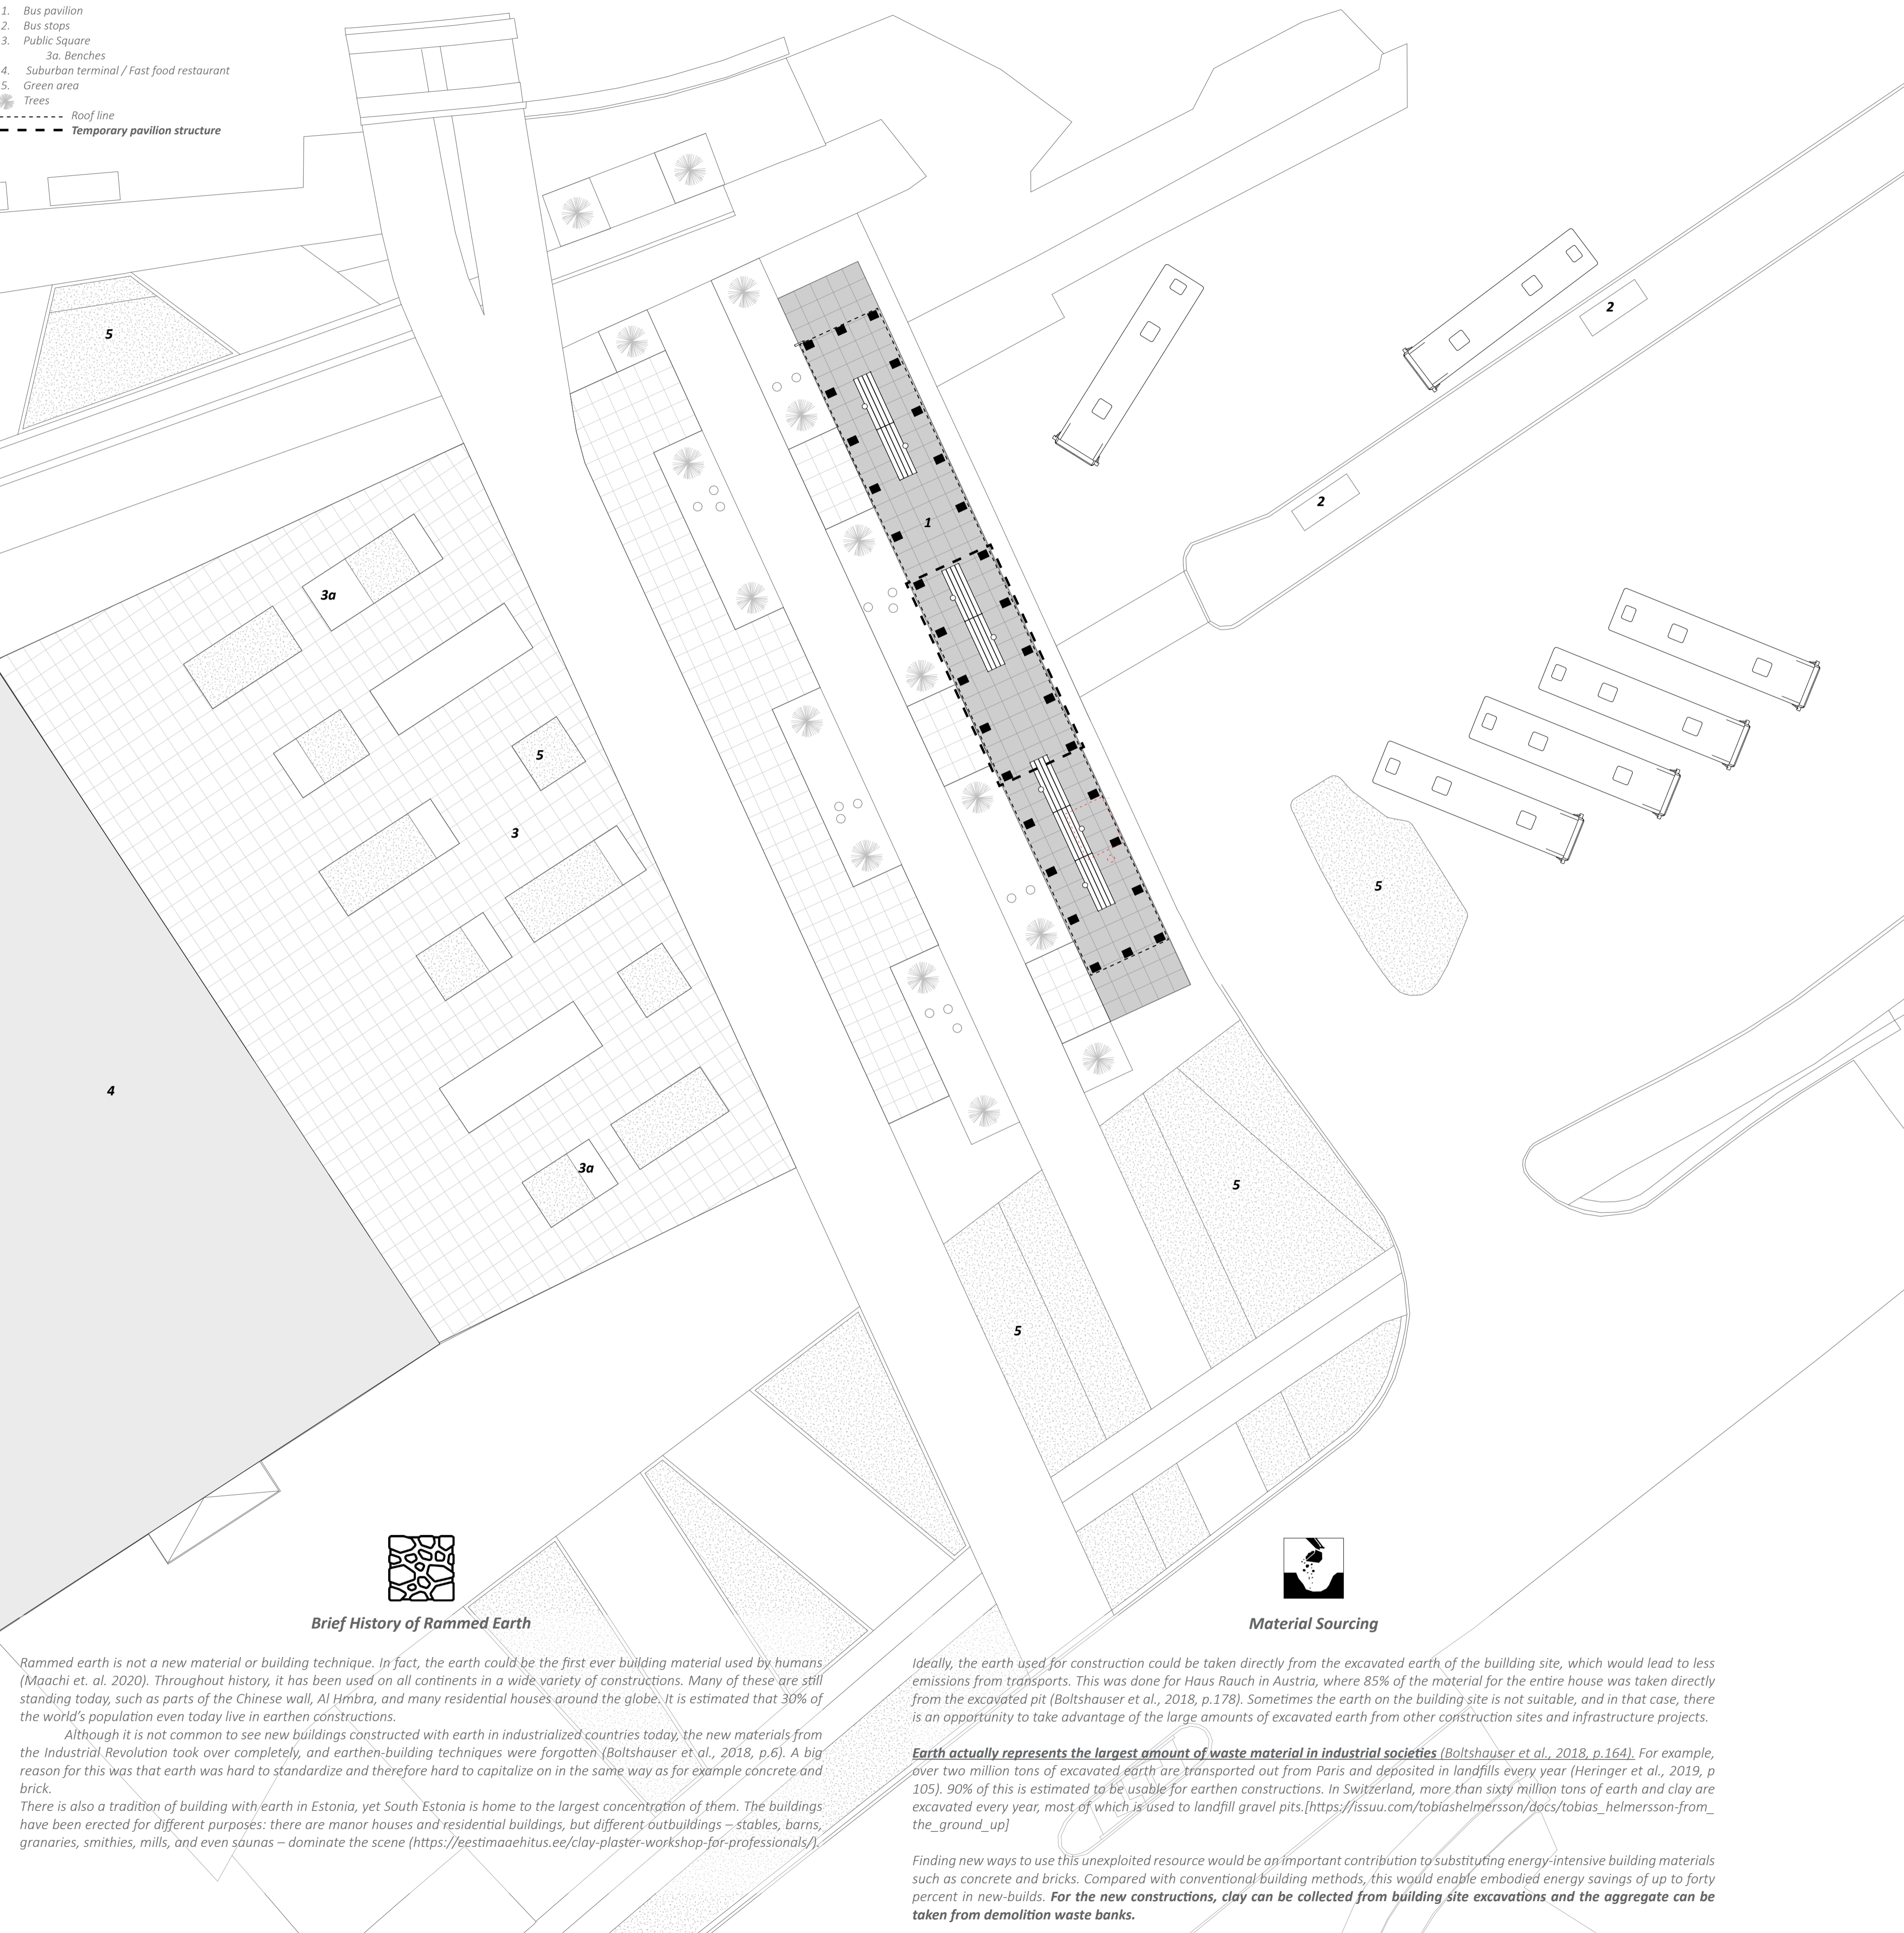 1. Bus pavilion
2. Bus stops
3. Public Square
3a. Benches
4. Suburban terminal / Fast food restaurant
5. Green area
Trees
Roof line
Temporary pavilion structure
5
2
2
1
3a
5
3
5
4
3a
5
5
Brief History of Rammed Earth
Rammed earth is not a new material or building technique. In fact, the earth could be the first ever building material used by humans
(Maachi et. al. 2020). Throughout history, it has been used on all continents in a wide variety of constructions. Many of these are still
standing today, such as parts of the Chinese wall, Al Hmbra, and many residential houses around the globe. It is estimated that 30% of
the world's population even today live in earthen constructions.
Although it is not common to see new buildings constructed with earth in industrialized countries today, the new materials from
the Industrial Revolution took over completely, and earthen-building techniques were forgotten (Boltshauser et al., 2018, p.6). A big
reason for this was that earth was hard to standardize and therefore hard to capitalize on in the same way as for example concrete and
brick.
There is also a tradition of building with earth in Estonia, yet South Estonia is home to the largest concentration of them. The buildings
have been erected for different purposes: there are manor houses and residential buildings, but different outbuildings – stables, barns,
granaries, smithies, mills, and even saunas – dominate the scene (https://eestimaaehitus.ee/clay-plaster-workshop-for-professionals/).
Material Sourcing
Ideally, the earth used for construction could be taken directly from the excavated earth of the buillding site, which would lead to less
emissions from transports. This was done for Haus Rauch in Austria, where 85% of the material for the entire house was taken directly
from the excavated pit (Boltshauser et al., 2018, p.178). Sometimes the earth on the building site is not suitable, and in that case, there
is an opportunity to take advantage of the large amounts of excavated earth from other construction sites and infrastructure projects.
Earth actually represents the largest amount of waste material in industrial societies (Boltshauser et al., 2018, p.164). For example,
over two million tons of excavated earth are transported out from Paris and deposited in landfills every year (Heringer et al., 2019, p
105). 90% of this is estimated to be usable for earthen constructions. In Switzerland, more than sixty million tons of earth and clay are
excavated every year, most of which is used to landfill gravel pits.[https://issuu.com/tobiashelmersson/docs/tobias_helmersson-from_
the_ground_up]
Finding new ways to use this unexploited resource would be an important contribution to substituting energy-intensive building materials
such as concrete and bricks. Compared with conventional building methods, this would enable embodied energy savings of up to forty
percent in new-builds. For the new constructions, clay can be collected from building site excavations and the aggregate can be
taken from demolition waste banks.